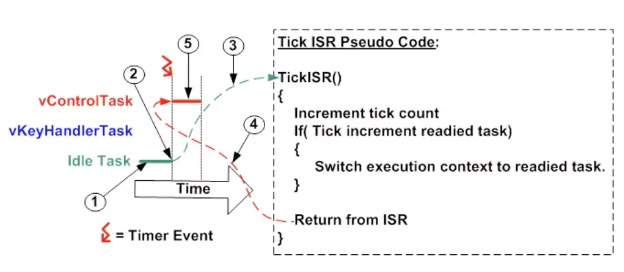 Tick ISR Pseudo Code:
TickISR()
{
Increment tick count
If( Tick increment readied task)
{
Switch execution context to readied task.
}
Return from ISR
}
5
3
2
vControlTask
vKeyHandlerTask
4
Idle Task
1
Time
= Timer Event